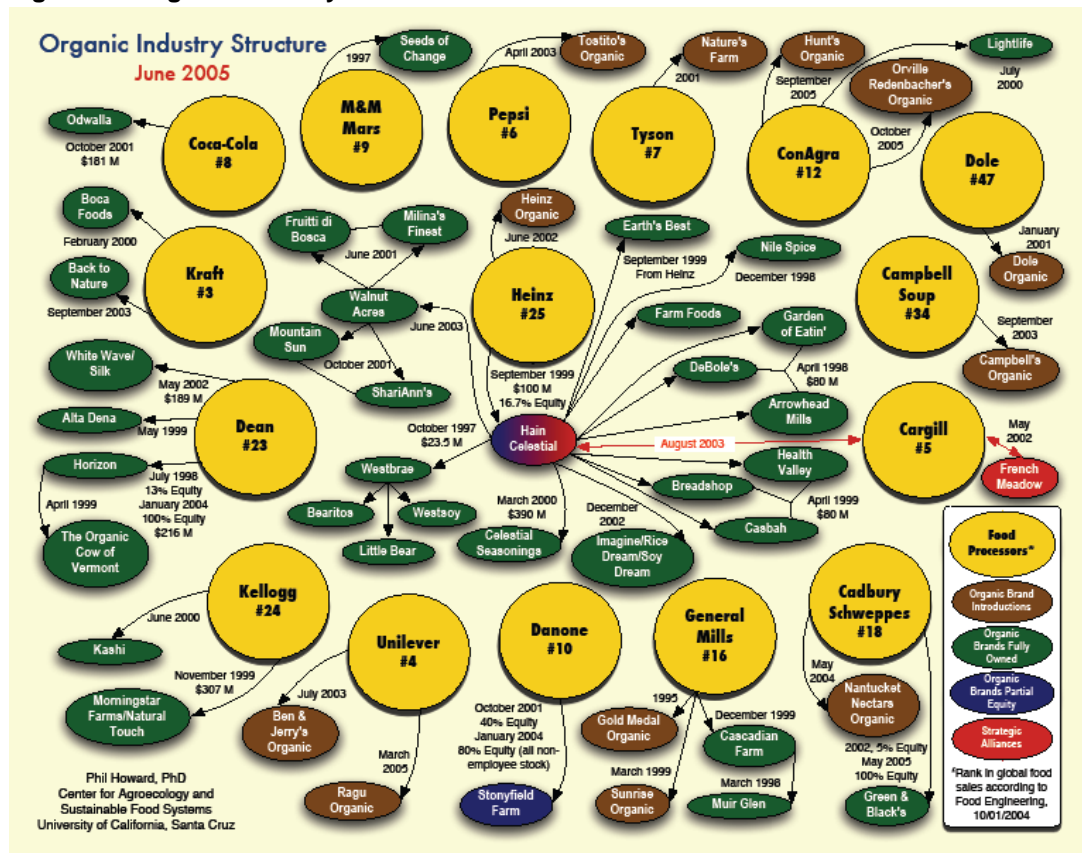 Organic Industry Structure
June 2005
Seeds of
Change
1997
M&M
Mars
#9
April 2003
Tostito's
Organic
Pepsi
#6
Nature's
Farm
2001
Tyson
#7
Hunt's
Organic
September
2005
Lightlife
July
2000
Orville
Redenbacher's
Organic
October
2005
ConAgra
#12
Dole
#47
January
2001
Dole
Organic
Odwalla
October 2001
$181 M
Coca-Cola
#8
Boca
Foods
February 2000
Back to
Nature
September 2003
Kraft
#3
Fruitti di
Bosca
Milina's
Finest
June 2001
Walnut
Acres
Mountain
Sun
October 2001
ShariAnn's
June 2003
Heinz
Organic
June 2002
Heinz
#25
September 1999
$100 M
16.7% Equity
Earth's Best
September 1999
From Heinz
Nile Spice
December 1998
Farm Foods
Garden
of Eatin'
DeBole's
April 1998
$80 M
Arrowhead
Mills
Campbell
Soup
#34
September
2003
Campbell's
Organic
White Wave/
Silk
May 2002
$189 M
Alta Dena
May 1999
Dean
#23
Horizon
July 1998
13% Equity
January 2004
100% Equity
$216 M
April 1999
The Organic
Cow of
Vermont
October 1997
$23.5 M
Hain
Celestial
August 2003
Cargill
#5
May
2002
French
Meadow
Westbrae
Bearitos
Westsoy
Little Bear
March 2000
$390 M
Celestial
Seasonings
December
2002
Imagine/Rice
Dream/Soy
Dream
Health
Valley
Breadshop
April 1999
$80 M
Casbah
Kellogg
#24
June 2000
Kashi
November 1999
$307 M
Morningstar
Farms/Natural
Touch
Unilever
#4
July 2003
Ben &
Jerry's
Organic
March
2005
Ragu
Organic
Danone
#10
October 2001
40% Equity
January 2004
80% Equity (all non-
employee stock)
Stonyfield
Farm
General
Mills
#16
1995
Gold Medal
Organic
December 1999
Cascadian
Farm
March 1999
Sunrise
Organic
March 1998
Muir Glen
Cadbury
Schweppes
#18
May
2004
Nantucket
Nectars
Organic
2002, 5% Equity
May 2005
100% Equity
Green &
Black's
Food
Processors*
Organic Brand
Introductions
Organic
Brands Fully
Owned
Organic
Brands Partial
Equity
Strategic
Alliances
*Rank in global food
sales according to
Food Engineering,
10/01/2004
Phil Howard, PhD
Center for Agroecology and
Sustainable Food Systems
University of California, Santa Cruz